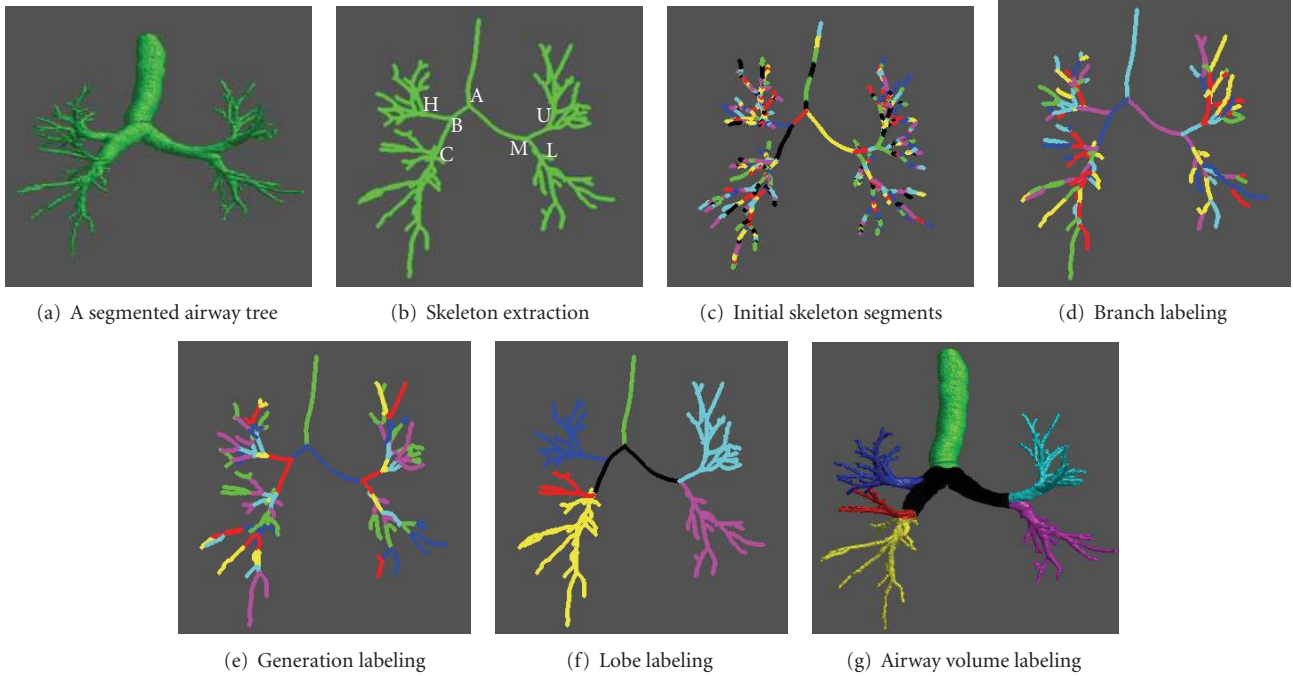 H
A
B
C
U
M
L
(a) A segmented airway tree
(b) Skeleton extraction
(c) Initial skeleton segments
(d) Branch labeling
(e) Generation labeling
(f) Lobe labeling
(g) Airway volume labeling